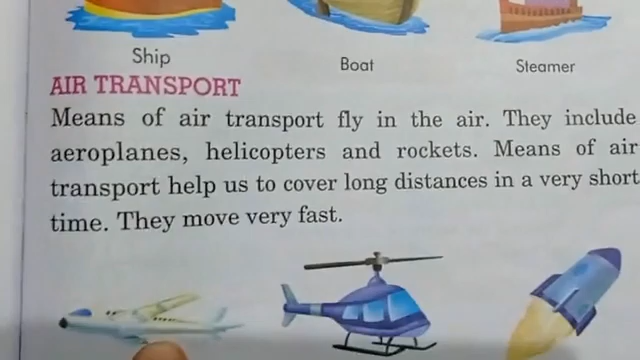 Ship
Boat
Steamer
AIR TRANSPORT
Means of air transport fly in the air. They include
aeroplanes, helicopters and rockets. Means of air
transport help us to cover long distances in a very short
time. They move very fast.